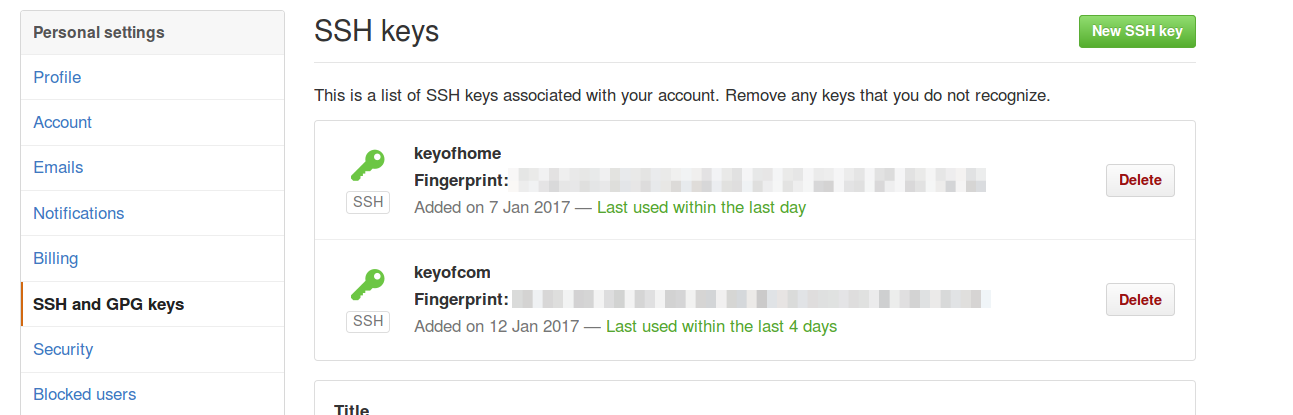 Personal settings
Profile
Account
Emails
Notifications
Billing
SSH and GPG keys
Security
Blocked users
SSH keys
New SSH key
This is a list of SSH keys associated with your account. Remove any keys that you do not recognize.
keyofhome
Fingerprint:
SSH
Added on 7 Jan 2017 — Last used within the last day
Delete
keyofcom
Fingerprint:
SSH
Added on 12 Jan 2017 — Last used within the last 4 days
Delete
Title